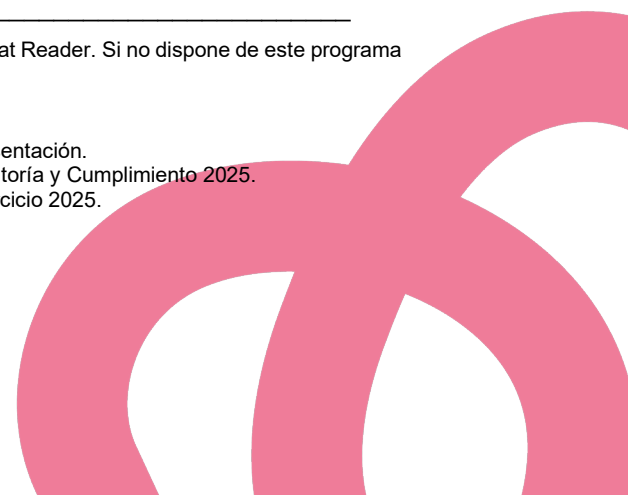 at Reader. Si no dispone de este programa
entación.
toría y Cumplimiento 2025.
cicio 2025.